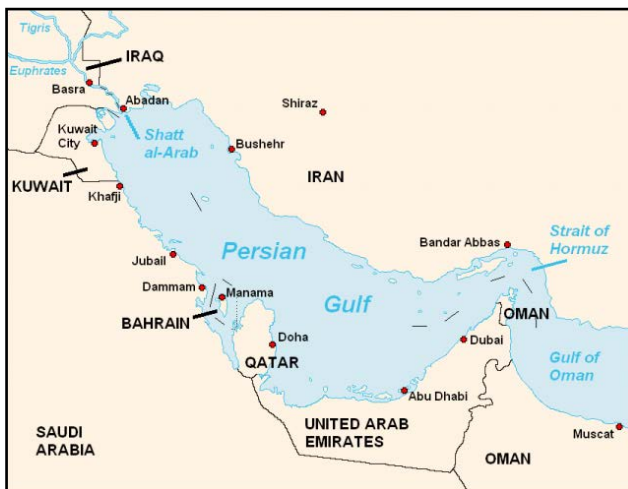 Tigris
IRAQ
Euphrates
Basra
Abadan
Shiraz
Shatt
al-Arab
Kuwait
City
Bushehr
IRAN
KUWAIT
Khafji
Strait of
Hormuz
Bandar Abbas
Persian
Jubail
Dammam
Manama
Gulf
OMAN
BAHRAIN
Doha
Dubai
QATAR
Gulf of
Oman
Abu Dhabi
UNITED ARAB
EMIRATES
Muscat
SAUDI
ARABIA
OMAN